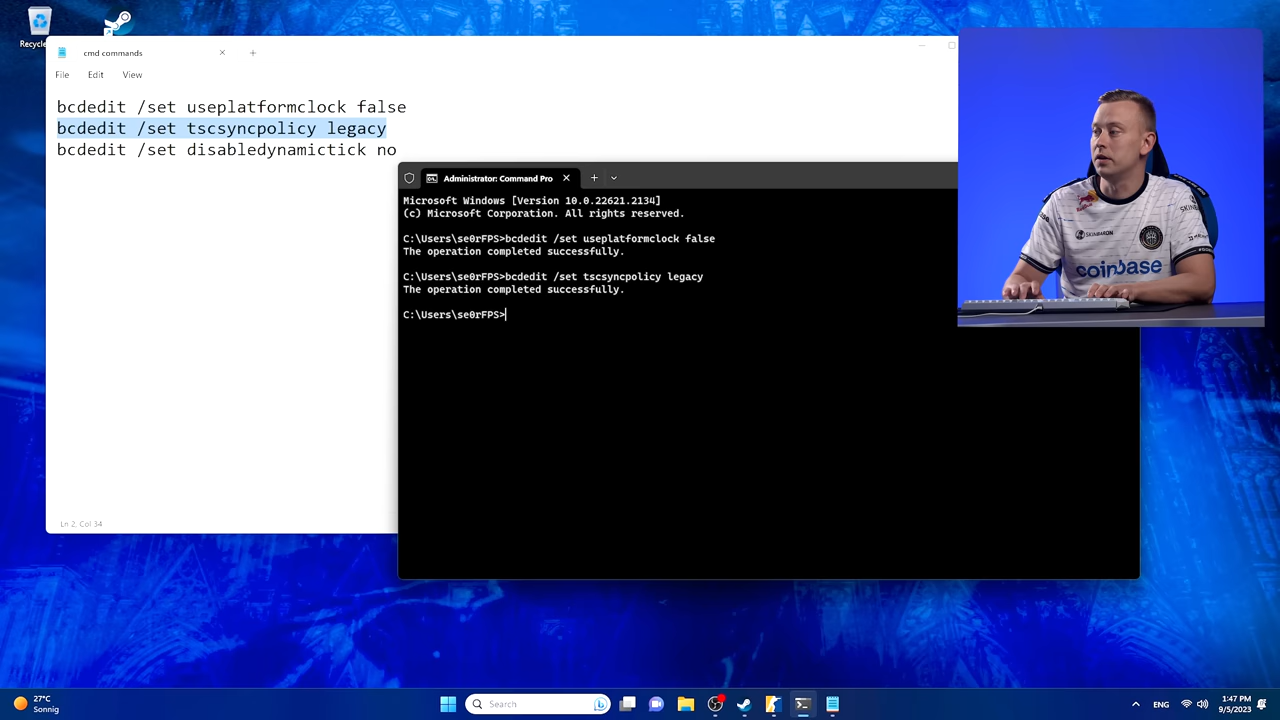 Recycle
cmd commands
File
Edit
View
bcdedit /set useplatformclock false
bcdedit /set tscsyncpolicy legacy
bcdedit /set disabledynamictick no
Ln 2, Col 34
Administrator: Command Pro
Microsoft Windows [Version 10.0.22621.2134]
(c) Microsoft Corporation. All rights reserved.
C:\Users\se0rFPS>bcdedit /set useplatformclock false
The operation completed successfully.
C:\Users\se0rFPS>bcdedit /set tscsyncpolicy legacy
The operation completed successfully.
C:\Users\se0rFPS>
SKINBARON
coinbase
27°C
Sonnig
Search
ENG
1:47 PM
9/5/2023